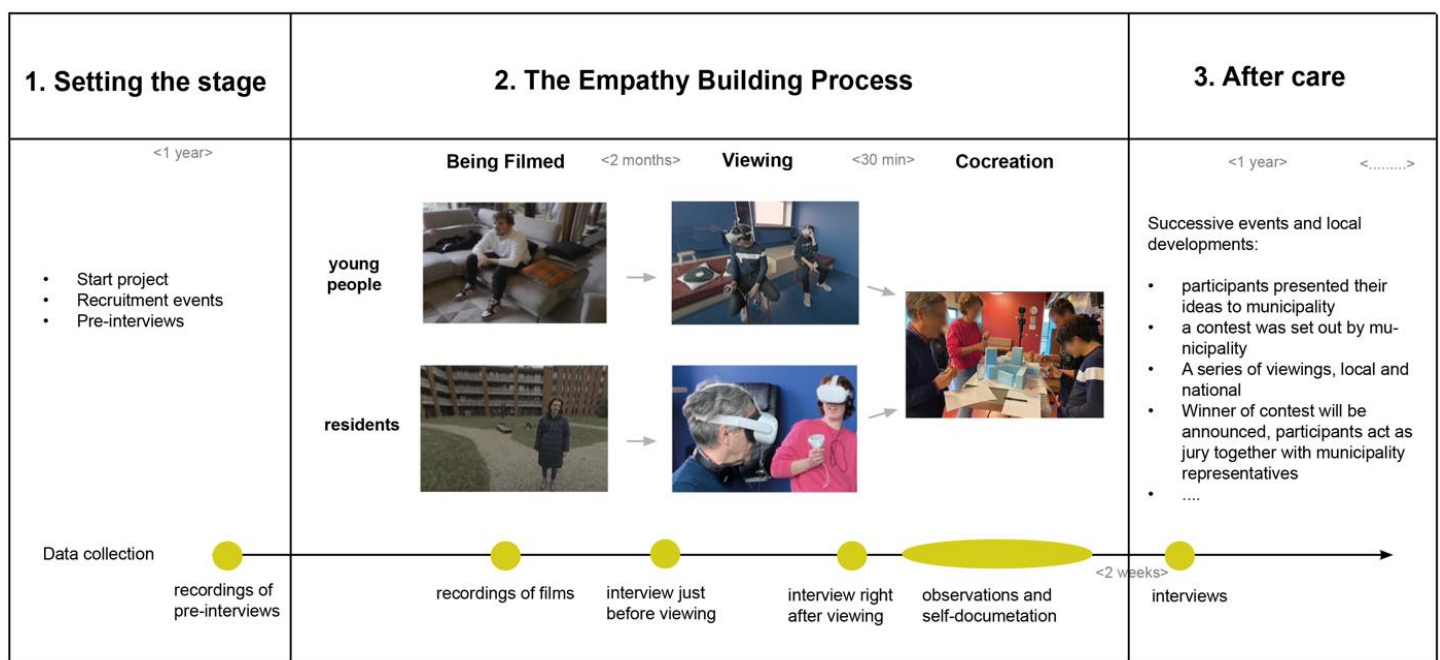 1. Setting the stage
2. The Empathy Building Process
3. After care
<1 year>
• Start project
• Recruitment events
• Pre-interviews
Being Filmed
<2 months>
Viewing
<30 min>
Cocreation
young
people
residents
<1 year>
<.........>
Successive events and local
developments:
• participants presented their
ideas to municipality
• a contest was set out by mu-
nicipality
• A series of viewings, local and
national
• Winner of contest will be
announced, participants act as
jury together with municipality
representatives
• ....
Data collection
recordings of
pre-interviews
recordings of films
interview just
before viewing
interview right
after viewing
observations and
self-documetation
<2 weeks>
interviews